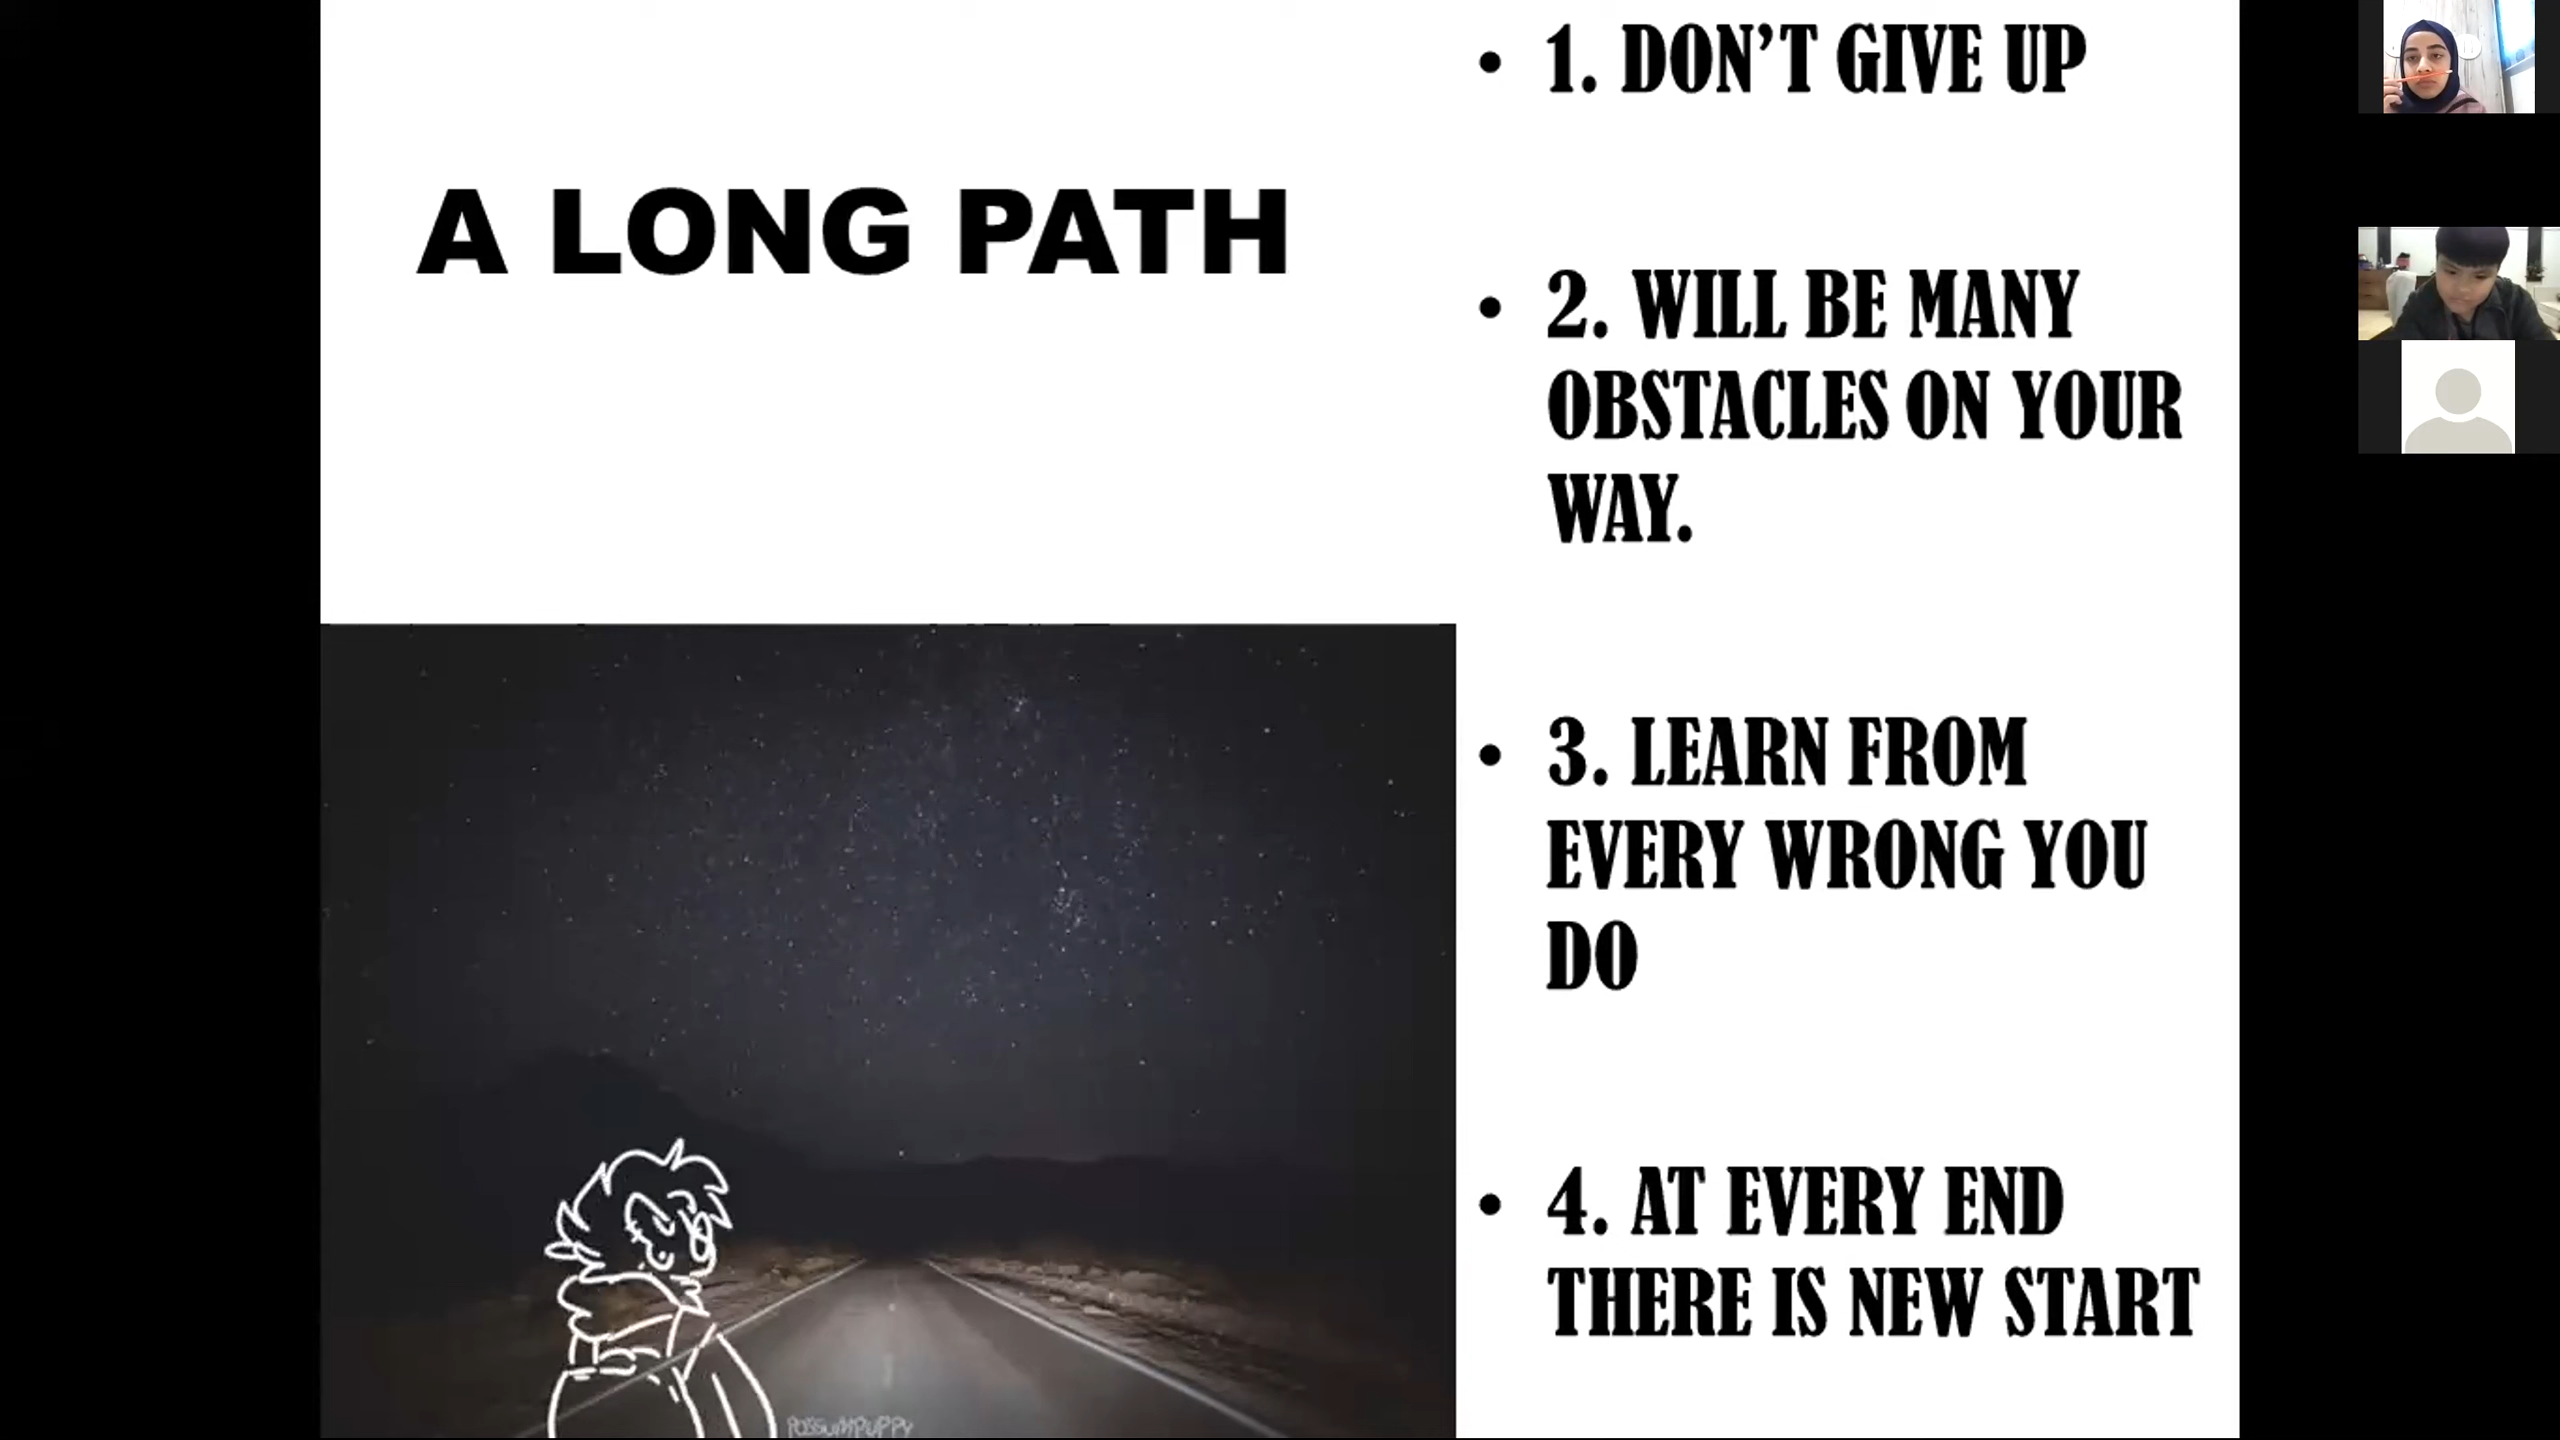 A LONG PATH
• 1. DON’T GIVE UP
• 2. WILL BE MANY
OBSTACLES ON YOUR
WAY.
• 3. LEARN FROM
EVERY WRONG YOU
DO
• 4. AT EVERY END
THERE IS NEW START
POSSUMPUPPY